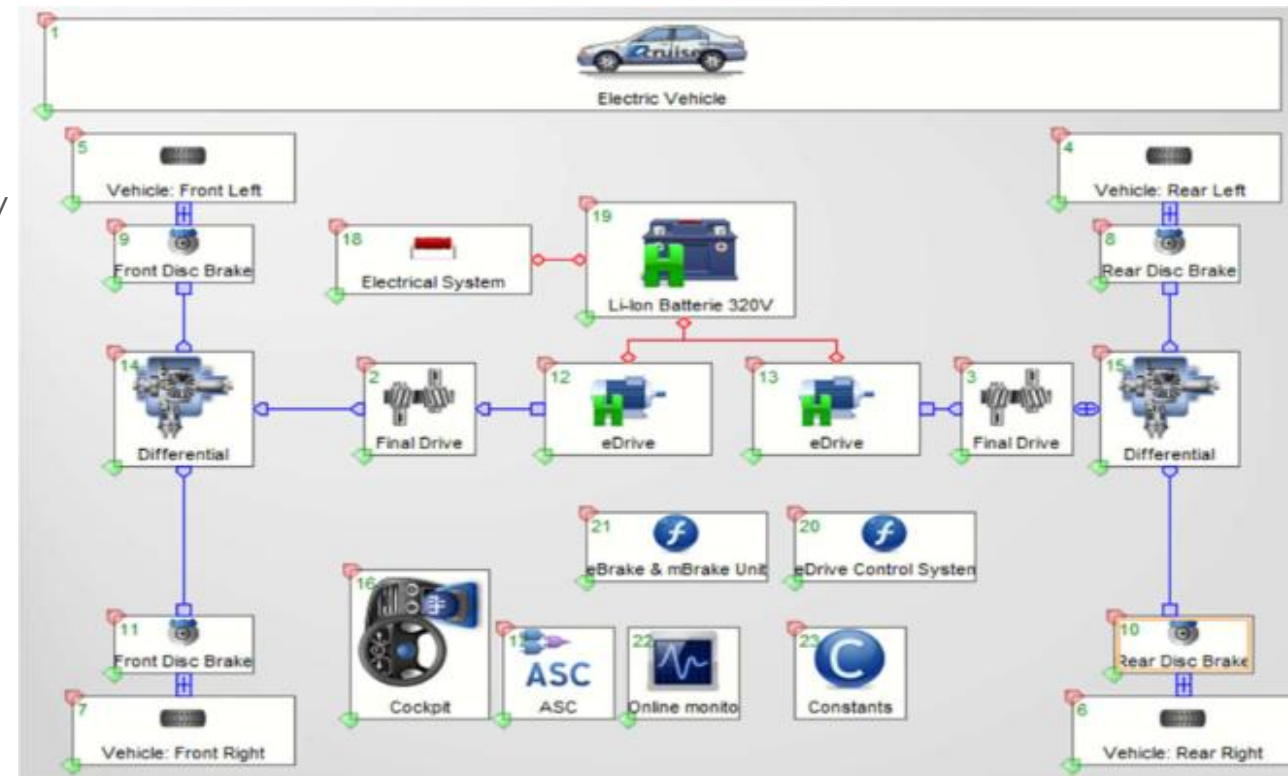 1
cruise
Electric Vehicle
5
Vehicle: Front Left
4
Vehicle: Rear Left
9
Front Disc Brake
18
Electrical System
19
H
Li-Ion Batterie 320V
8
Rear Disc Brake
14
Differential
2
Final Drive
12
H
eDrive
13
H
eDrive
3
Final Drive
15
Differential
21
f
eBrake & mBrake Unit
20
f
eDrive Control System
16
Cockpit
11
Front Disc Brake
ASC
ASC
22
Online monito
23
C
Constants
10
Rear Disc Brake
7
Vehicle: Front Right
6
Vehicle: Rear Right